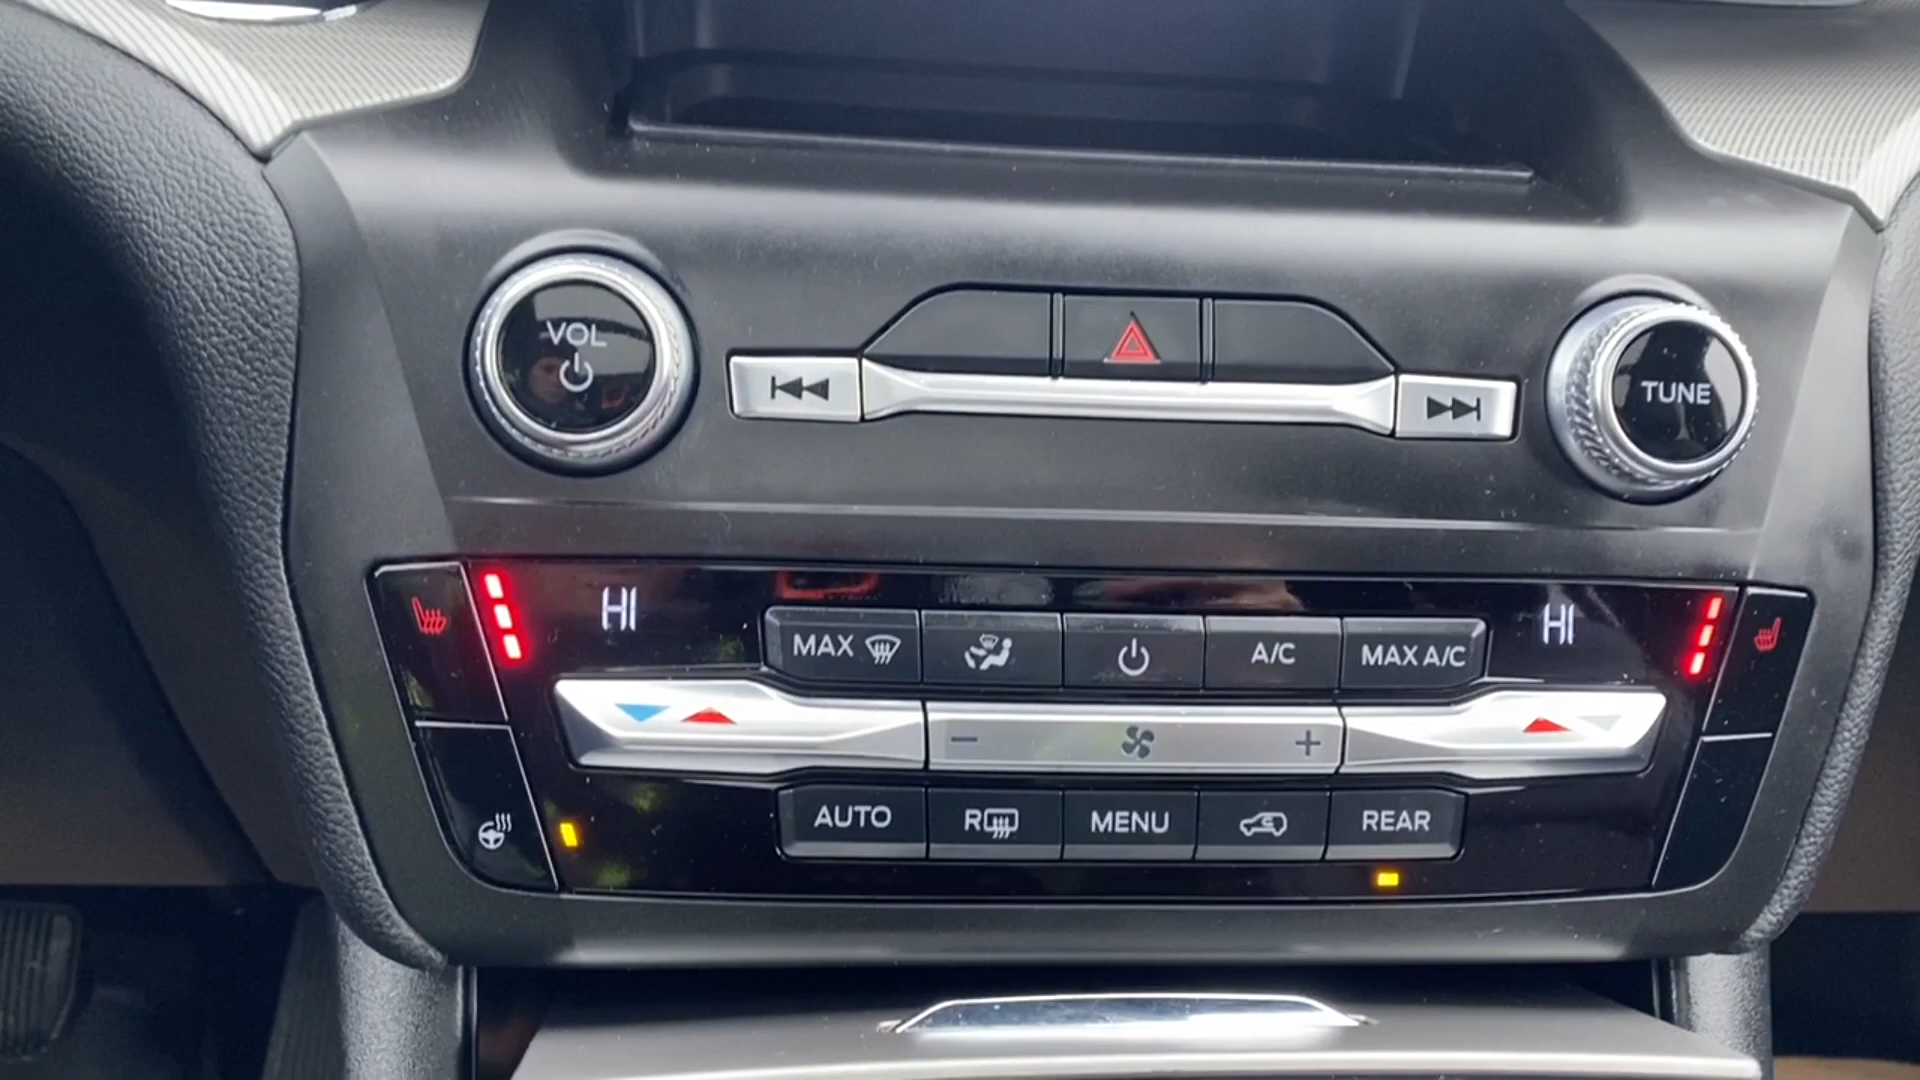 VOL
TUNE
HI
HI
MAX
A/C
MAX A/C
AUTO
R
MENU
REAR